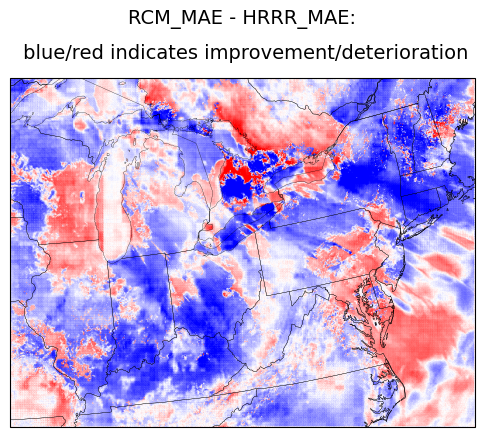 RCM_MAE - HRRR_MAE:
blue/red indicates improvement/deterioration